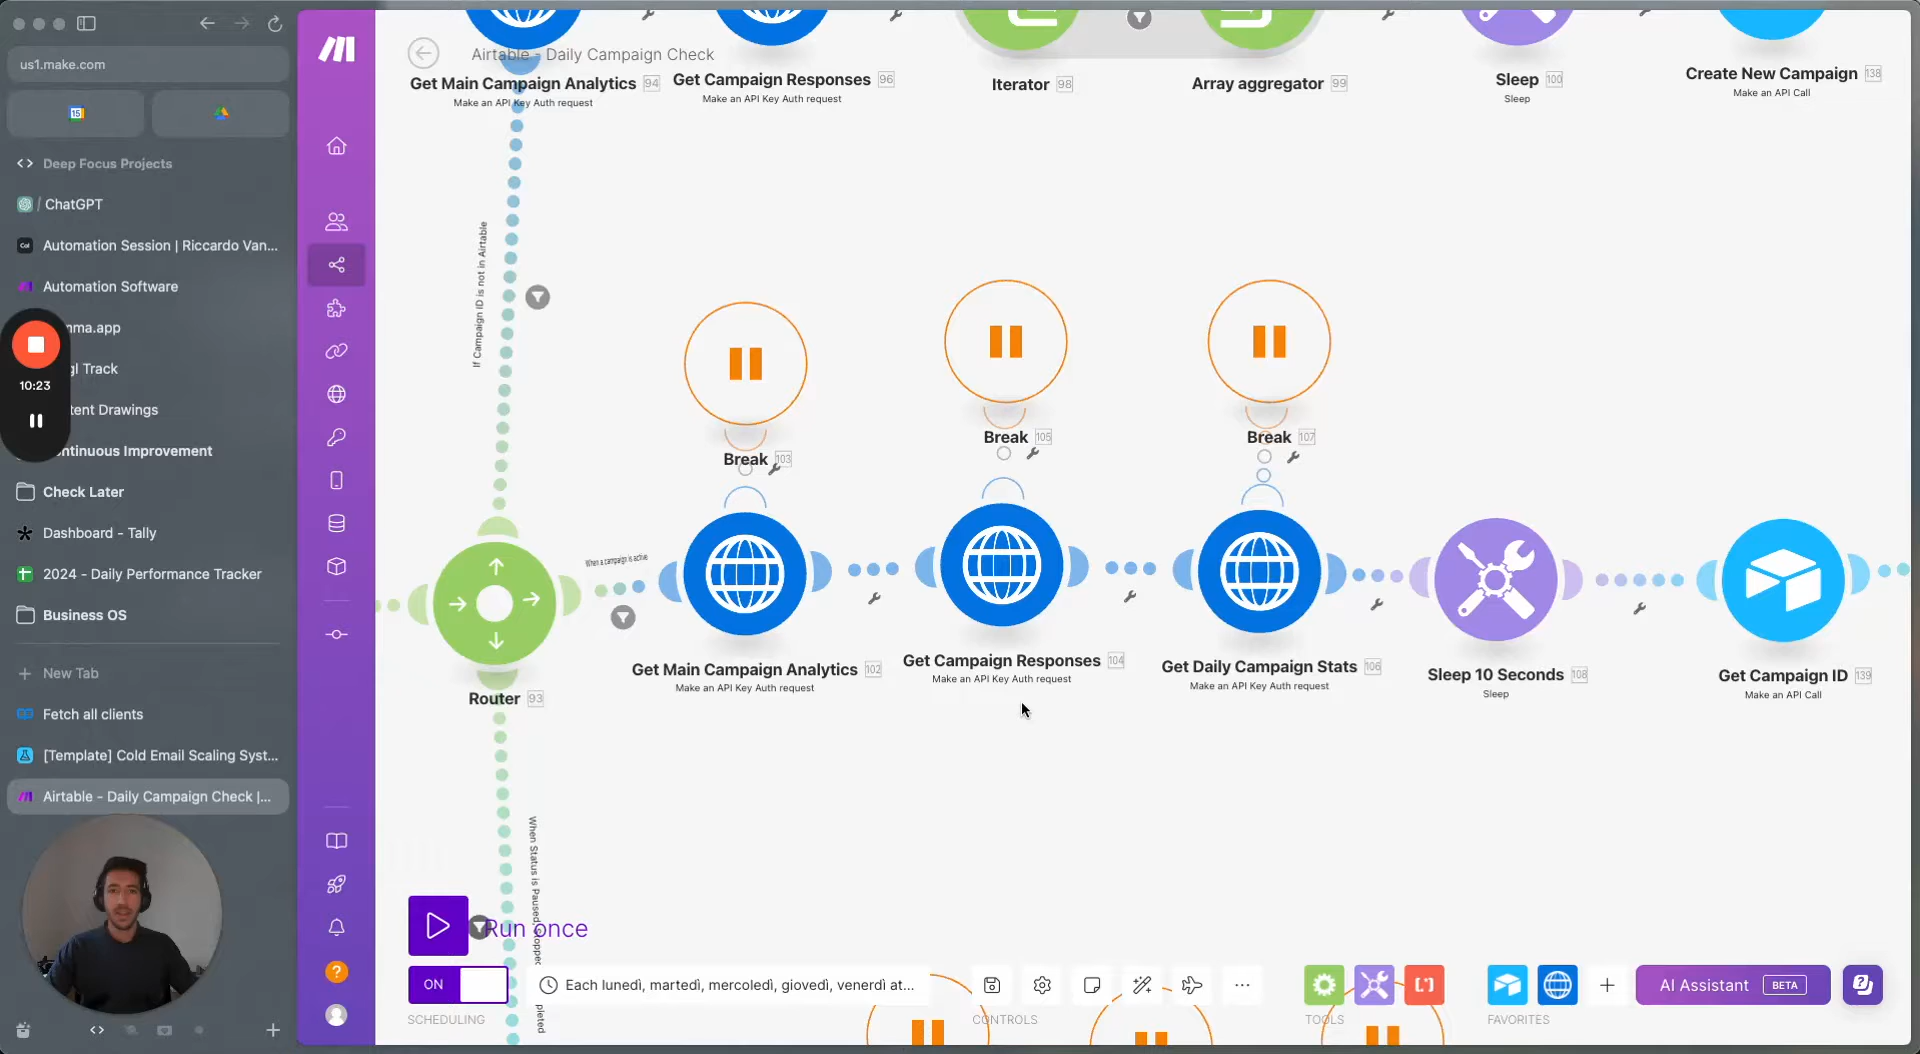 us1.make.com
15
Deep Focus Projects
/ ChatGPT
Cal
Automation Session | Riccardo Van...
Automation Software
nma.app
gl Track
tent Drawings
ntinuous Improvement
Check Later
Dashboard - Tally
2024 - Daily Performance Tracker
Business OS
New Tab
Fetch all clients
[Template] Cold Email Scaling Syst...
Airtable - Daily Campaign Check |...
10:23
Airtable - Daily Campaign Check
Get Main Campaign Analytics 94
Make an API Key Auth request
Get Campaign Responses 96
Make an API Key Auth request
Iterator 98
Array aggregator 99
Sleep 100
Sleep
Create New Campaign 138
Make an API Call
If Campaign ID is not in Airtable
Break 103
Break 105
Break 107
When a campaign is active
Router 93
Get Main Campaign Analytics 102
Make an API Key Auth request
Get Campaign Responses 104
Make an API Key Auth request
Get Daily Campaign Stats 106
Make an API Key Auth request
Sleep 10 Seconds 108
Sleep
Get Campaign ID 139
Make an API Call
When Status is Paused
Run once
ON
Each lunedì, martedì, mercoledì, giovedì, venerdì at...
SCHEDULING
CONTROLS
TOOLS
FAVORITES
AI Assistant BETA